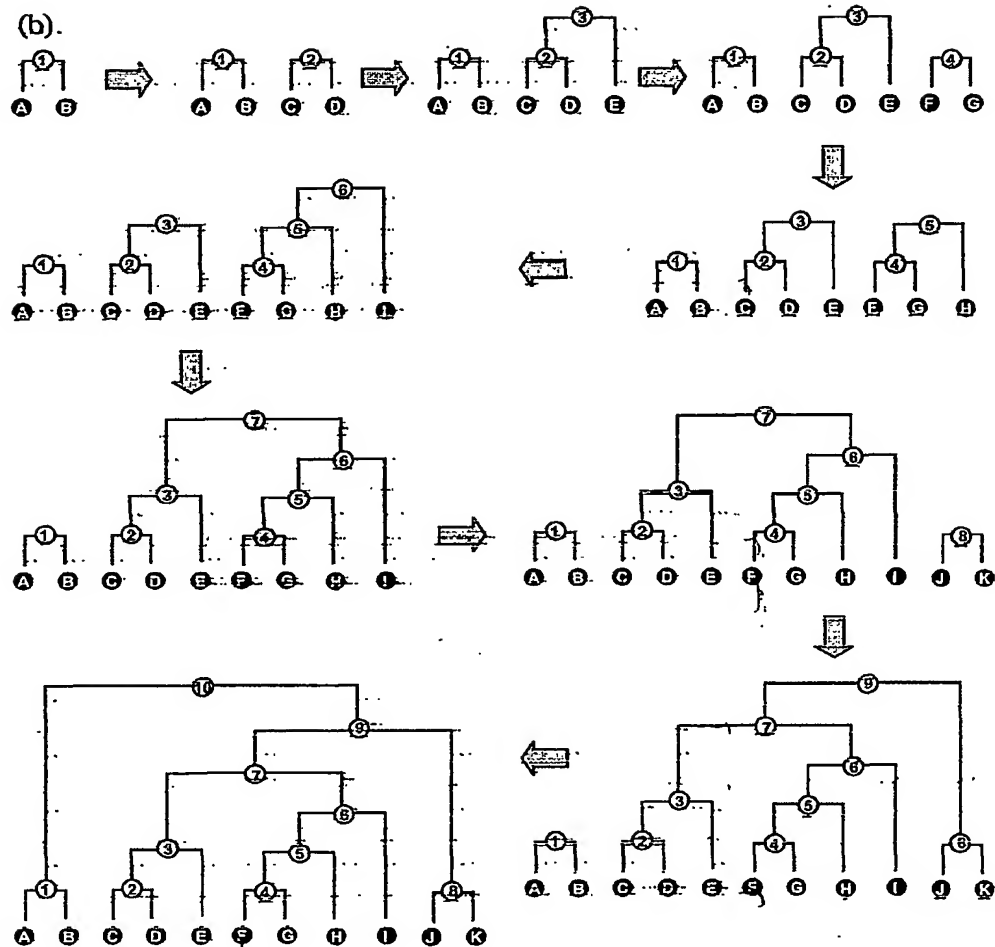 (b).
3
1 1 2 1 2 1 2 4
A B A B C D A B C D E A B C D E F G
6
3 5 3 5
1 2 4 1 2 4
A B C D E F G H I A B C D E F G H
7 7
6 6
3 5 3 5
1 2 4 1 2 4 8
A B C D E F G H I A B C D E F G H I J K
10 9
9 7
7 6
6 3 5
3 5 1 2 4 8
1 2 4 8
A B C D E F G H I J K A B C D E F G H I J K